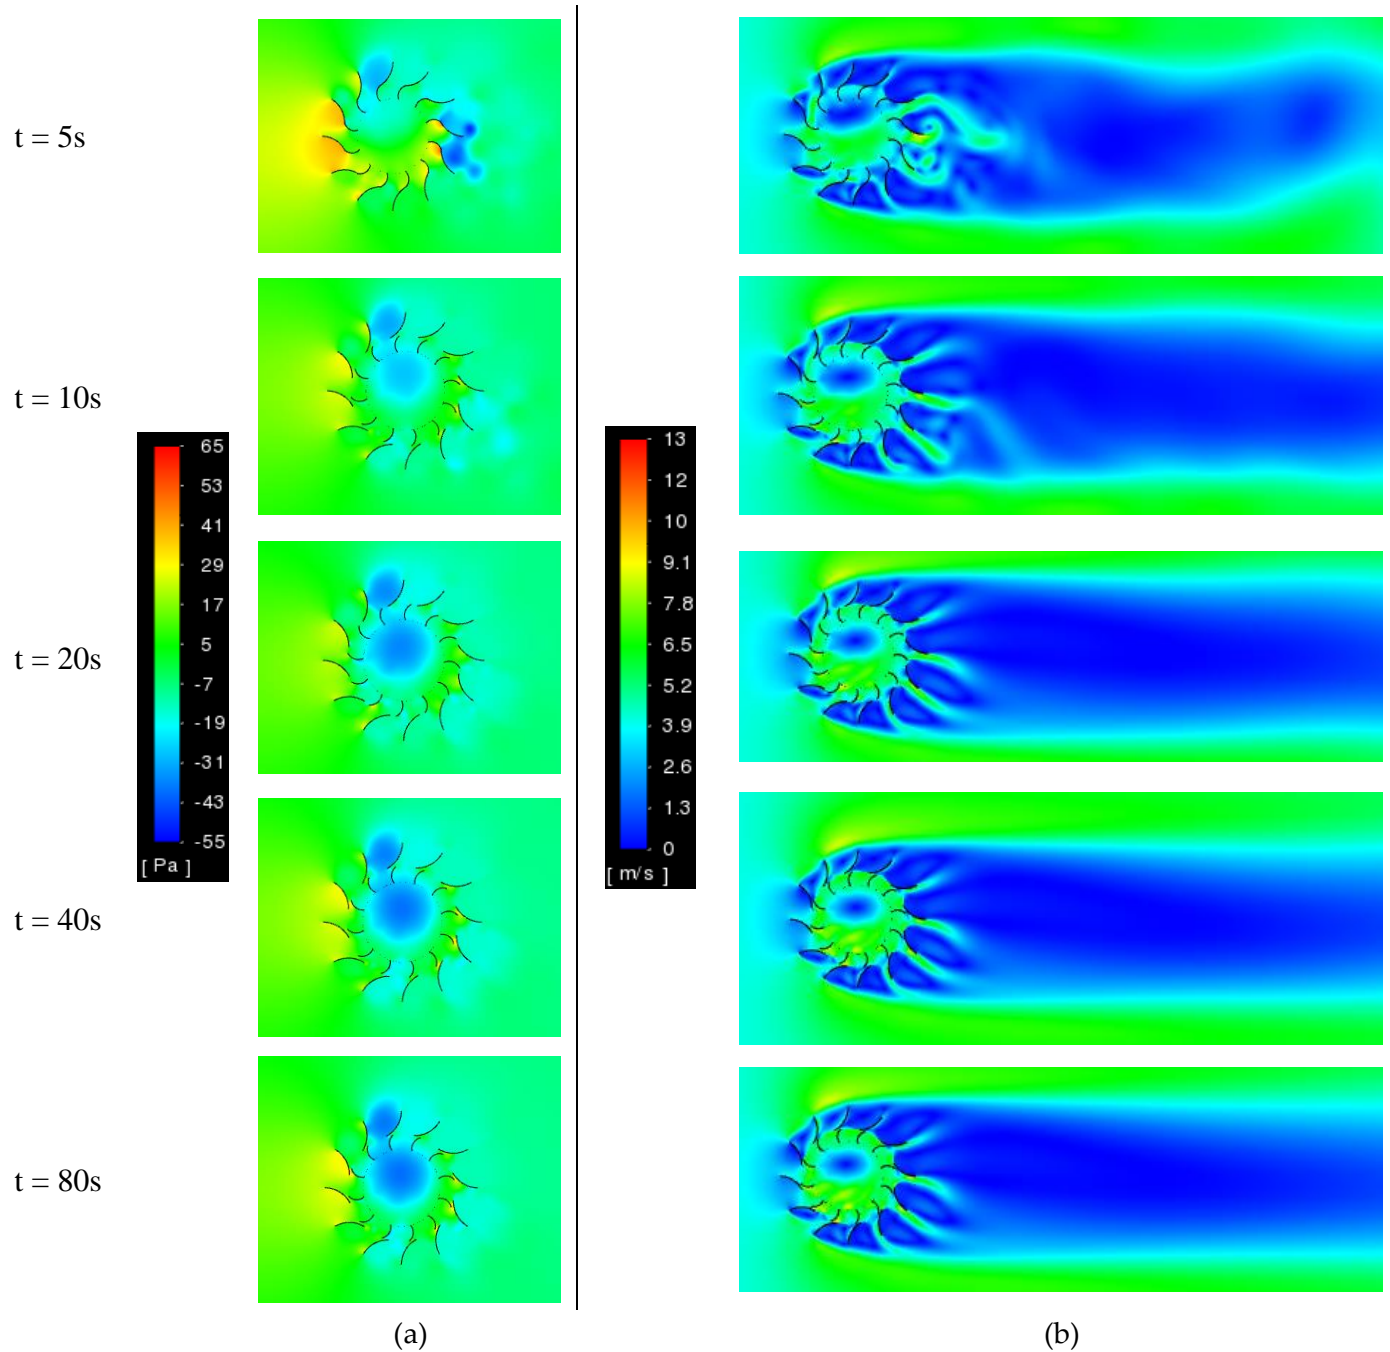 t = 5s
t = 10s
t = 20s
t = 40s
t = 80s
65
53
41
29
17
5
-7
-19
-31
-43
-55
[ Pa ]
13
12
10
9.1
7.8
6.5
5.2
3.9
2.6
1.3
0
[ m/s ]
(a)
(b)